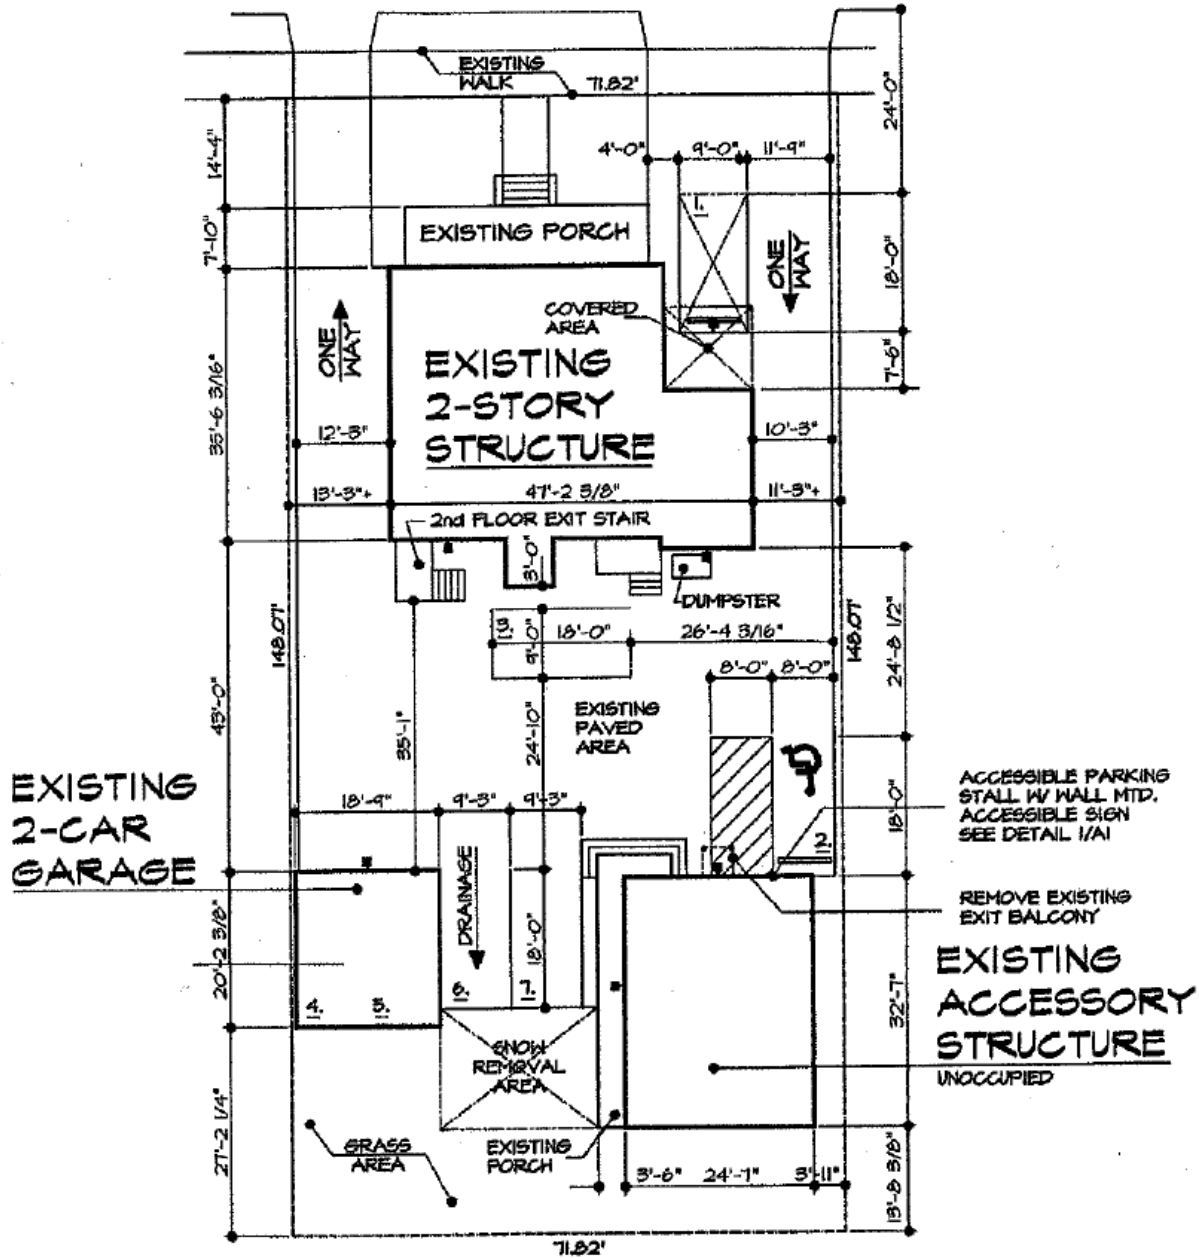 EXISTING
WALK
71.82'
24'-0"
14'-4"
4'-0"
9'-0"
11'-9"
1.
7'-10"
EXISTING PORCH
ONE
WAY
18'-0"
COVERED
AREA
ONE
WAY
EXISTING
2-STORY
STRUCTURE
7'-6"
35'-6 3/16"
12'-3"
10'-3"
13'-3"+
47'-2 3/8"
11'-3"+
2nd FLOOR EXIT STAIR
3'-0"
DUMPSTER
3.
9'-0"
18'-0"
26'-4 3/16"
148.07'
148.07'
24'-8 1/2"
8'-0"
8'-0"
43'-0"
35'-1"
24'-10"
EXISTING
PAVED
AREA
EXISTING
2-CAR
GARAGE
18'-9"
9'-3"
9'-3"
18'-0"
ACCESSIBLE PARKING
STALL W/ WALL MTD.
ACCESSIBLE SIGN
SEE DETAIL 1/A1
2.
DRAINAGE
18'-0"
REMOVE EXISTING
EXIT BALCONY
20'-2 3/8"
4.
5.
6.
7.
32'-7"
EXISTING
ACCESSORY
STRUCTURE
UNOCCUPIED
SNOW
REMOVAL
AREA
27'-2 1/4"
GRASS
AREA
EXISTING
PORCH
3'-6"
24'-7"
3'-11"
13'-8 3/8"
71.82'